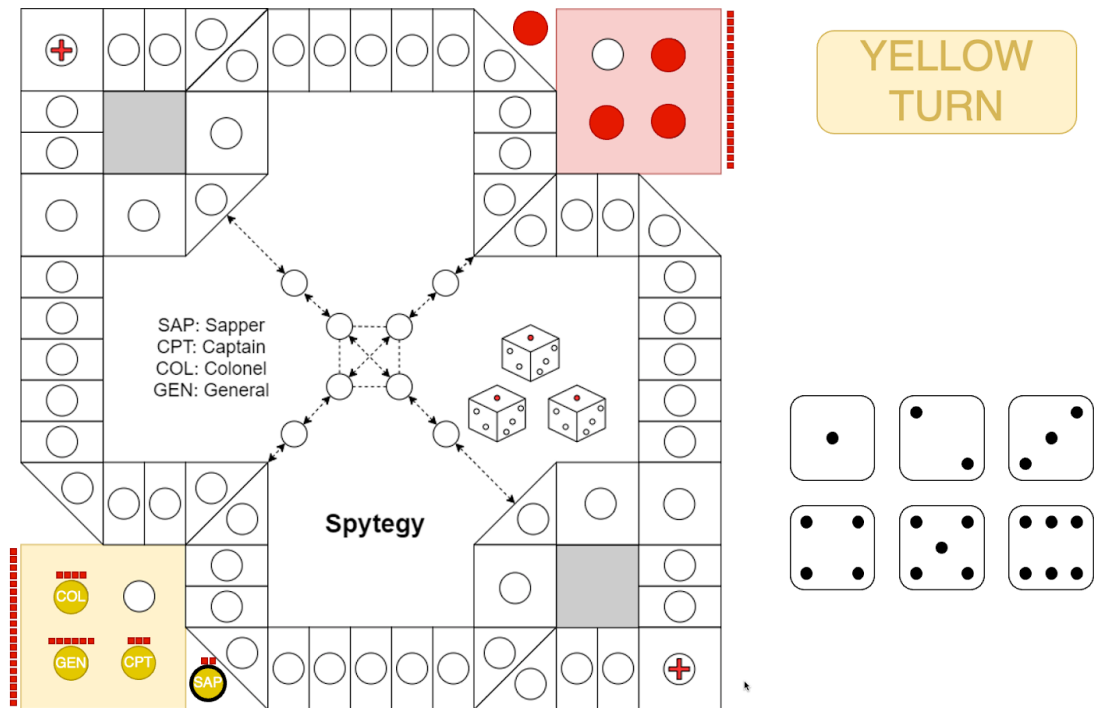 YELLOW
TURN
SAP: Sapper
CPT: Captain
COL: Colonel
GEN: General
Spytegy
COL
GEN
CPT
SAP